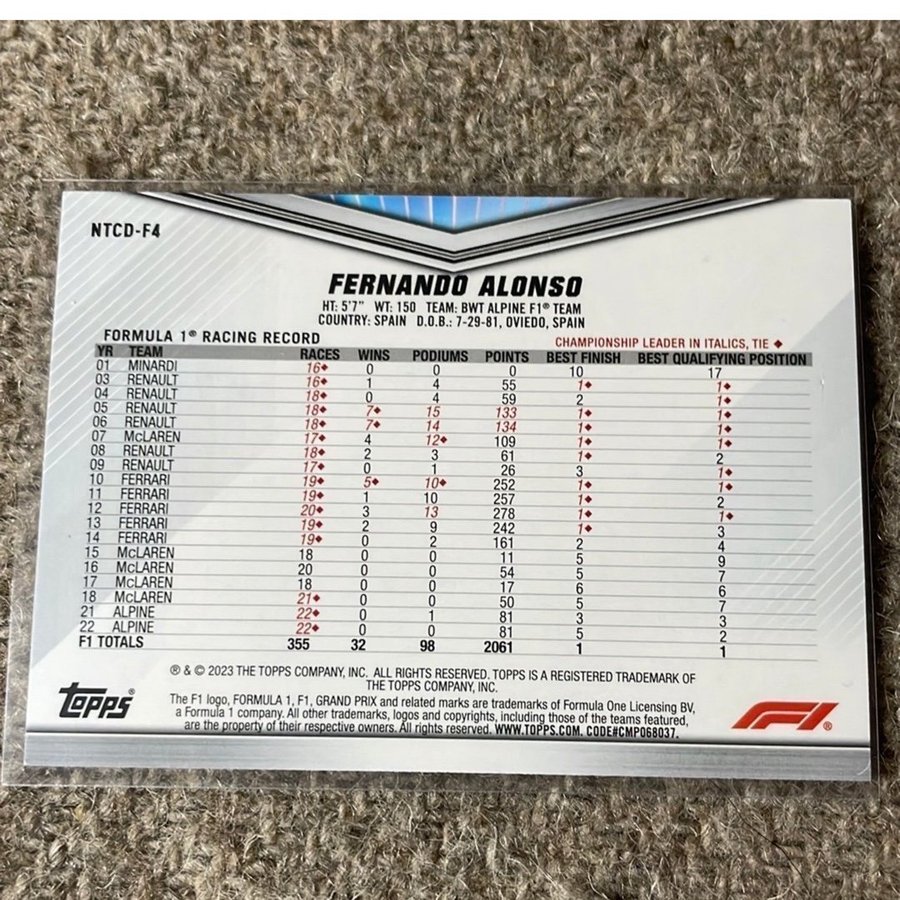 NTCD-F4
FERNANDO ALONSO
HT: 5'7" WT: 150 TEAM: BWT ALPINE F1® TEAM
COUNTRY: SPAIN D.O.B.: 7-29-81, OVIEDO, SPAIN
FORMULA 1® RACING RECORD CHAMPIONSHIP LEADER IN ITALICS, TIE ♦
YR TEAM RACES WINS PODIUMS POINTS BEST FINISH BEST QUALIFYING POSITION
01 MINARDI 16♦ 0 0 0 10 17
03 RENAULT 16♦ 1 4 55 1♦ 1♦
04 RENAULT 18♦ 0 4 59 2 1♦
05 RENAULT 18♦ 7♦ 15 133 1♦ 1♦
06 RENAULT 18♦ 7♦ 14 134 1♦ 1♦
07 McLAREN 17♦ 4 12♦ 109 1♦ 1♦
08 RENAULT 18♦ 2 3 61 1♦ 2
09 RENAULT 17♦ 0 1 26 3 1♦
10 FERRARI 19♦ 5♦ 10♦ 252 1♦ 1♦
11 FERRARI 19♦ 1 10 257 1♦ 2
12 FERRARI 20♦ 3 13 278 1♦ 1♦
13 FERRARI 19♦ 2 9 242 1♦ 3
14 FERRARI 19♦ 0 2 161 2 4
15 McLAREN 18 0 0 11 5 9
16 McLAREN 20 0 0 54 5 7
17 McLAREN 18 0 0 17 6 6
18 McLAREN 21♦ 0 0 50 5 7
21 ALPINE 22♦ 0 1 81 3 3
22 ALPINE 22♦ 0 0 81 5 2
F1 TOTALS 355 32 98 2061 1 1
® & © 2023 THE TOPPS COMPANY, INC. ALL RIGHTS RESERVED. TOPPS IS A REGISTERED TRADEMARK OF
THE TOPPS COMPANY, INC.
The F1 logo, FORMULA 1, F1, GRAND PRIX and related marks are trademarks of Formula One Licensing BV,
a Formula 1 company. All other trademarks, logos and copyrights, including those of the teams featured,
are the property of their respective owners. All rights reserved. WWW.TOPPS.COM. CODE#CMP068037.
TOPPS®
F1®